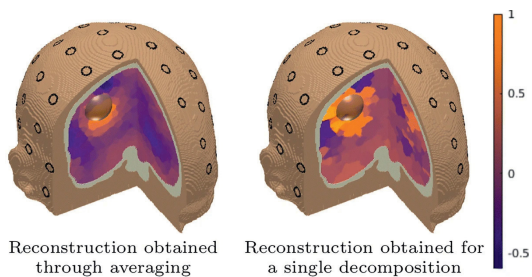 1
0.5
0
-0.5
Reconstruction obtained
through averaging
Reconstruction obtained for
a single decomposition